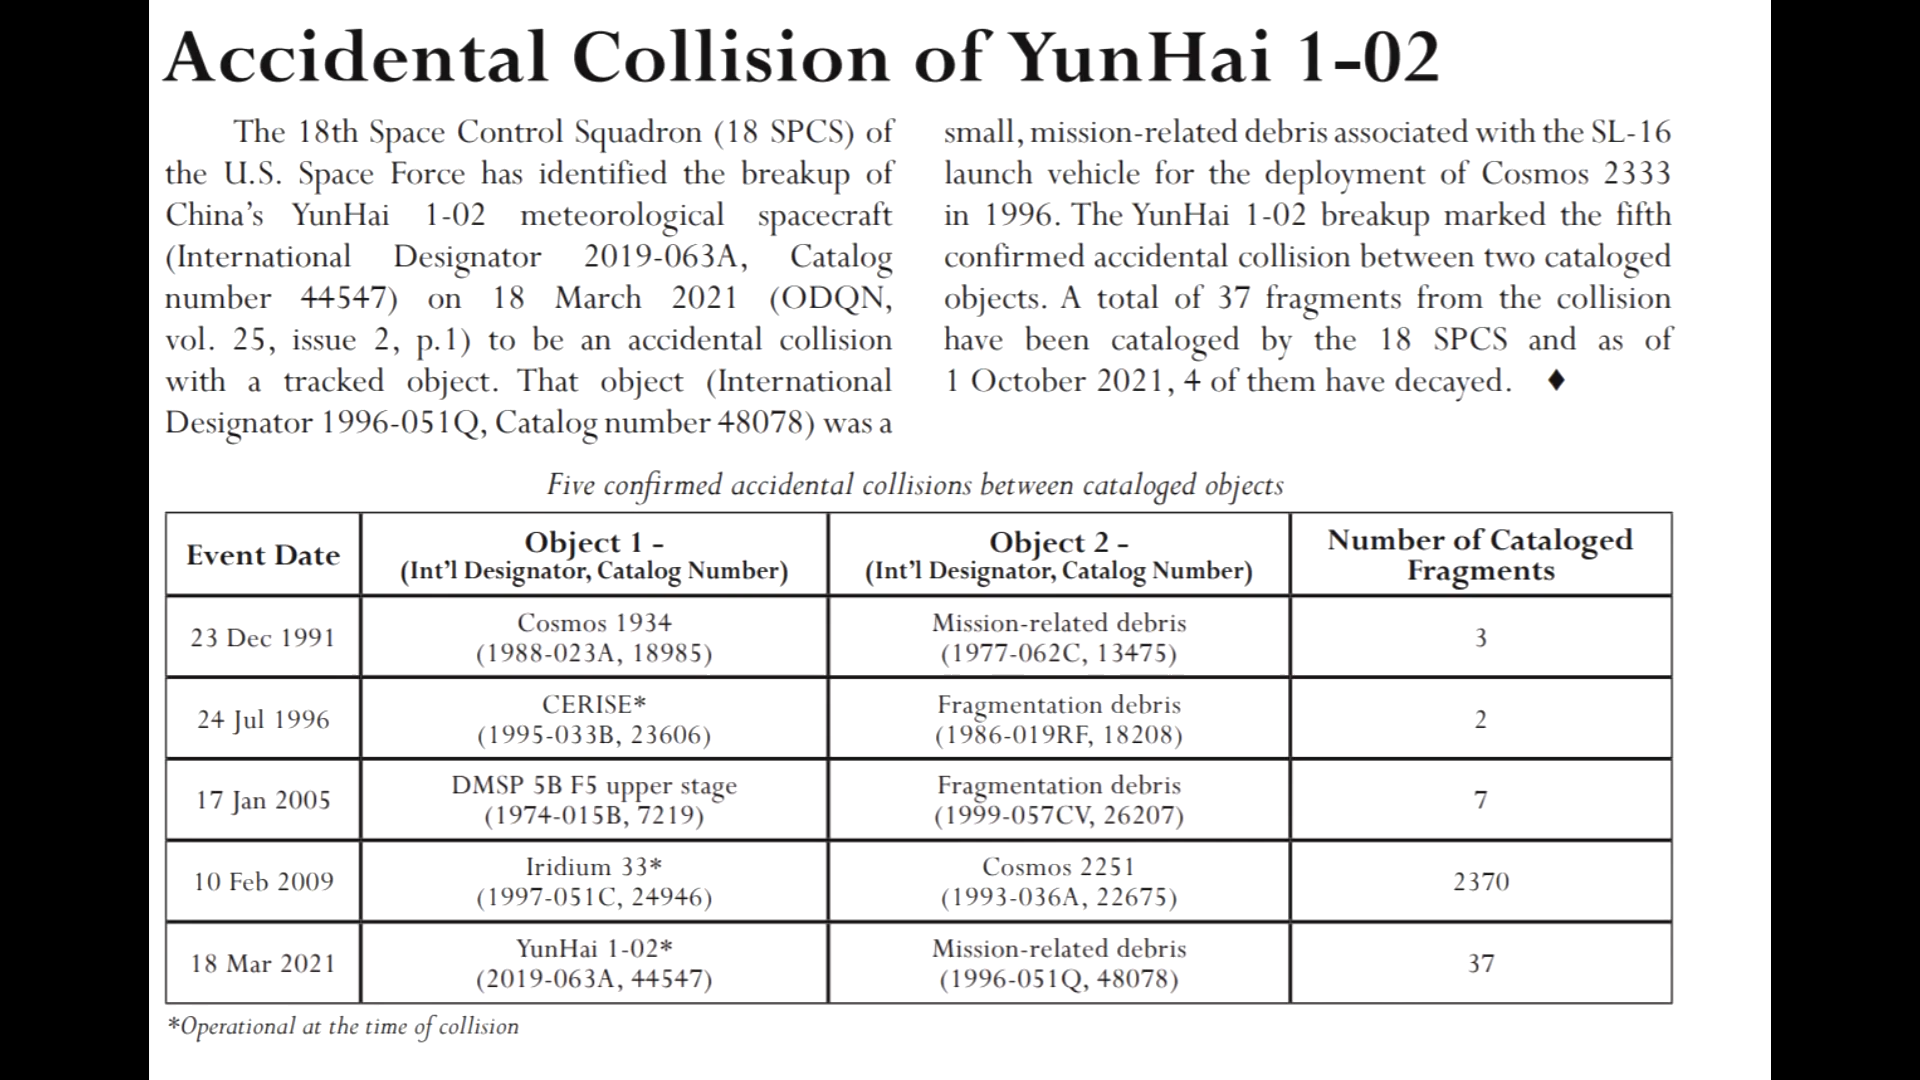 Accidental Collision of YunHai 1-02
The 18th Space Control Squadron (18 SPCS) of
the U.S. Space Force has identified the breakup of
China's YunHai 1-02 meteorological spacecraft
(International Designator 2019-063A, Catalog
number 44547) on 18 March 2021 (ODQN,
vol. 25, issue 2, p.1) to be an accidental collision
with a tracked object. That object (International
Designator 1996-051Q, Catalog number 48078) was a
small, mission-related debris associated with the SL-16
launch vehicle for the deployment of Cosmos 2333
in 1996. The YunHai 1-02 breakup marked the fifth
confirmed accidental collision between two cataloged
objects. A total of 37 fragments from the collision
have been cataloged by the 18 SPCS and as of
1 October 2021, 4 of them have decayed. ♦
Five confirmed accidental collisions between cataloged objects
Event Date
Object 1 -
(Int'l Designator, Catalog Number)
Object 2 -
(Int'l Designator, Catalog Number)
Number of Cataloged
Fragments
23 Dec 1991
Cosmos 1934
(1988-023A, 18985)
Mission-related debris
(1977-062C, 13475)
3
24 Jul 1996
CERISE*
(1995-033B, 23606)
Fragmentation debris
(1986-019RF, 18208)
2
17 Jan 2005
DMSP 5B F5 upper stage
(1974-015B, 7219)
Fragmentation debris
(1999-057CV, 26207)
7
10 Feb 2009
Iridium 33*
(1997-051C, 24946)
Cosmos 2251
(1993-036A, 22675)
2370
18 Mar 2021
YunHai 1-02*
(2019-063A, 44547)
Mission-related debris
(1996-051Q, 48078)
37
*Operational at the time of collision